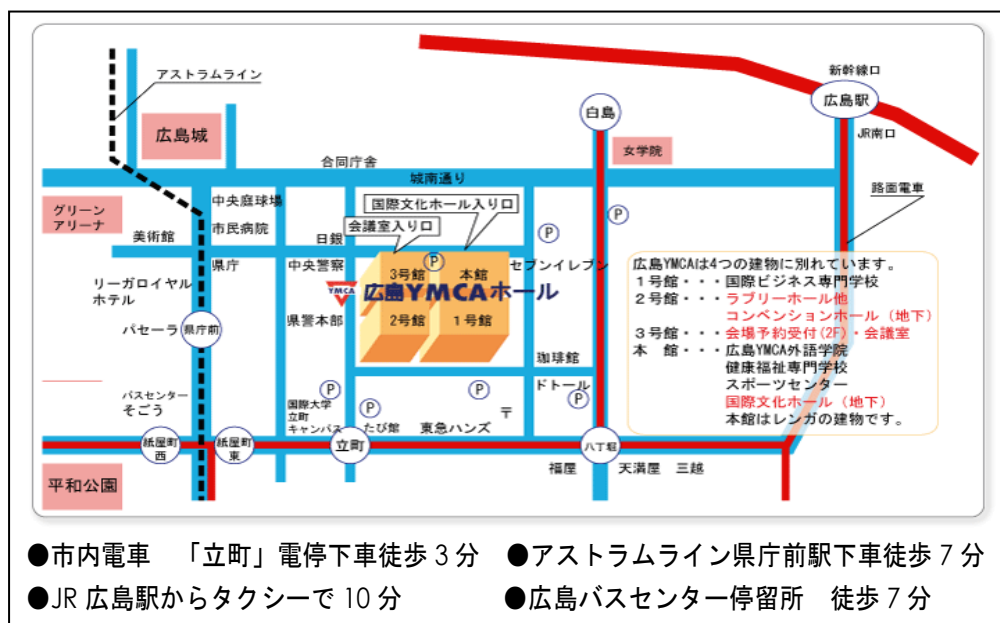 新幹線口
広島駅
JR南口
アストラムライン
広島城
白島
女学院
合同庁舎
城南通り
路面電車
グリーン
アリーナ
中央庭球場
国際文化ホール入り口
会議室入り口
美術館
市民病院
日銀
P
P
P
県庁
中央警察
3号館
本館
セブンイレブン
リーガロイヤル
ホテル
YMCA
広島YMCAホール
県警本部
2号館
1号館
パセーラ
県庁前
珈琲館
ドトール
P
P
P
P
バスセンター
そごう
国際大学
立町
キャンパス
たび館
東急ハンズ
〒
紙屋町
西
紙屋町
東
立町
八丁堀
福屋
天満屋
三越
平和公園
広島YMCAは4つの建物に別れています。
1号館・・・国際ビジネス専門学校
2号館・・・ラブリーホール他
コンベンションホール(地下)
3号館・・・会場予約受付(2F)・会議室
本 館・・・広島YMCA外語学院
健康福祉専門学校
スポーツセンター
国際文化ホール(地下)
本館はレンガの建物です。
●市内電車 「立町」電停下車徒歩3分 ●アストラムライン県庁前駅下車徒歩7分
●JR広島駅からタクシーで10分 ●広島バスセンター停留所 徒歩7分